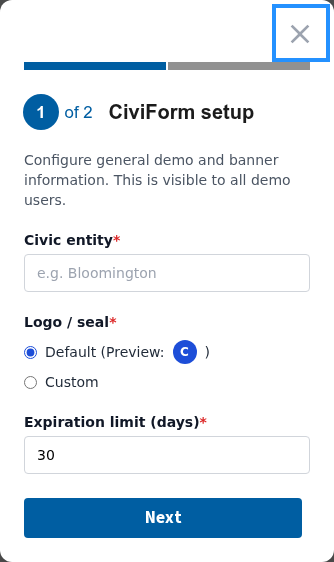 1 of 2 CiviForm setup
Configure general demo and banner
information. This is visible to all demo
users.
Civic entity*
e.g. Bloomington
Logo / seal*
Default (Preview: C )
Custom
Expiration limit (days)*
30
Next